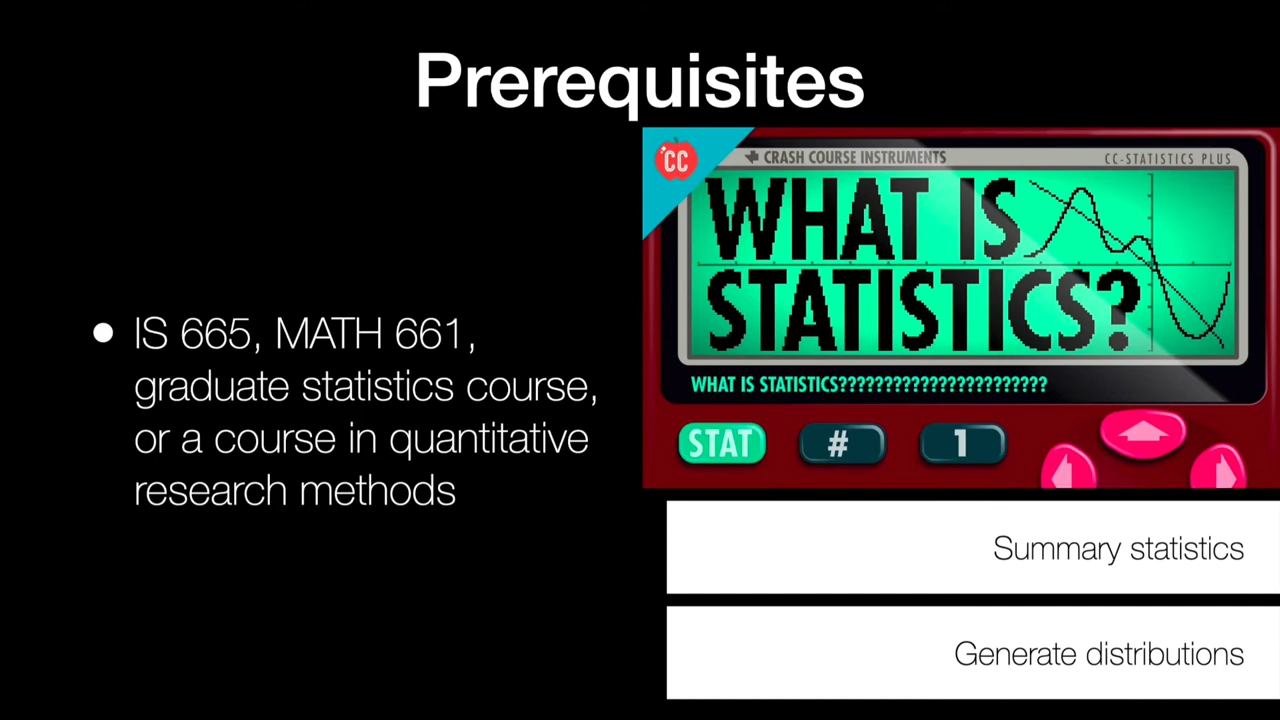 Prerequisites
• IS 665, MATH 661,
graduate statistics course,
or a course in quantitative
research methods
CC
CRASH COURSE INSTRUMENTS
CC-STATISTICS PLUS
WHAT IS
STATISTICS?
WHAT IS STATISTICS???????????????????????
STAT
#
1
Summary statistics
Generate distributions